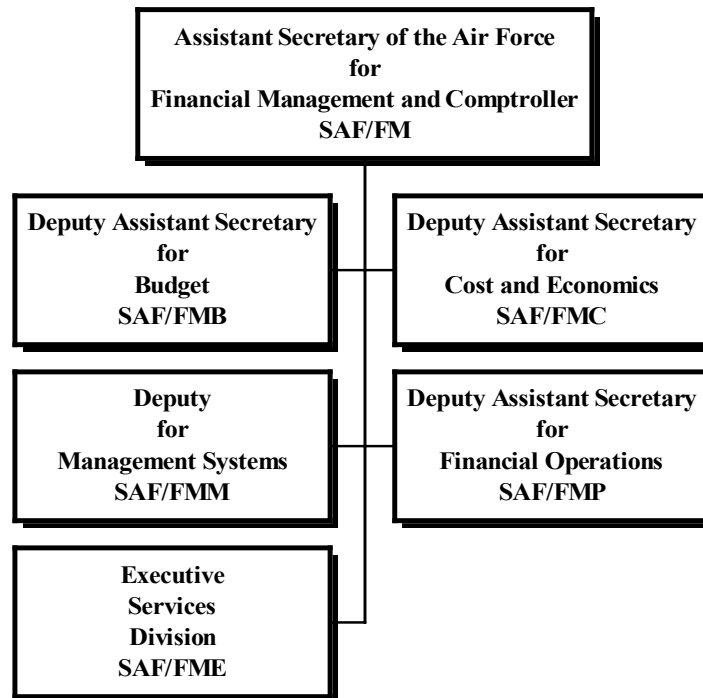 Assistant Secretary of the Air Force
for
Financial Management and Comptroller
SAF/FM
Deputy Assistant Secretary
for
Budget
SAF/FMB
Deputy Assistant Secretary
for
Cost and Economics
SAF/FMC
Deputy
for
Management Systems
SAF/FMM
Deputy Assistant Secretary
for
Financial Operations
SAF/FMP
Executive
Services
Division
SAF/FME